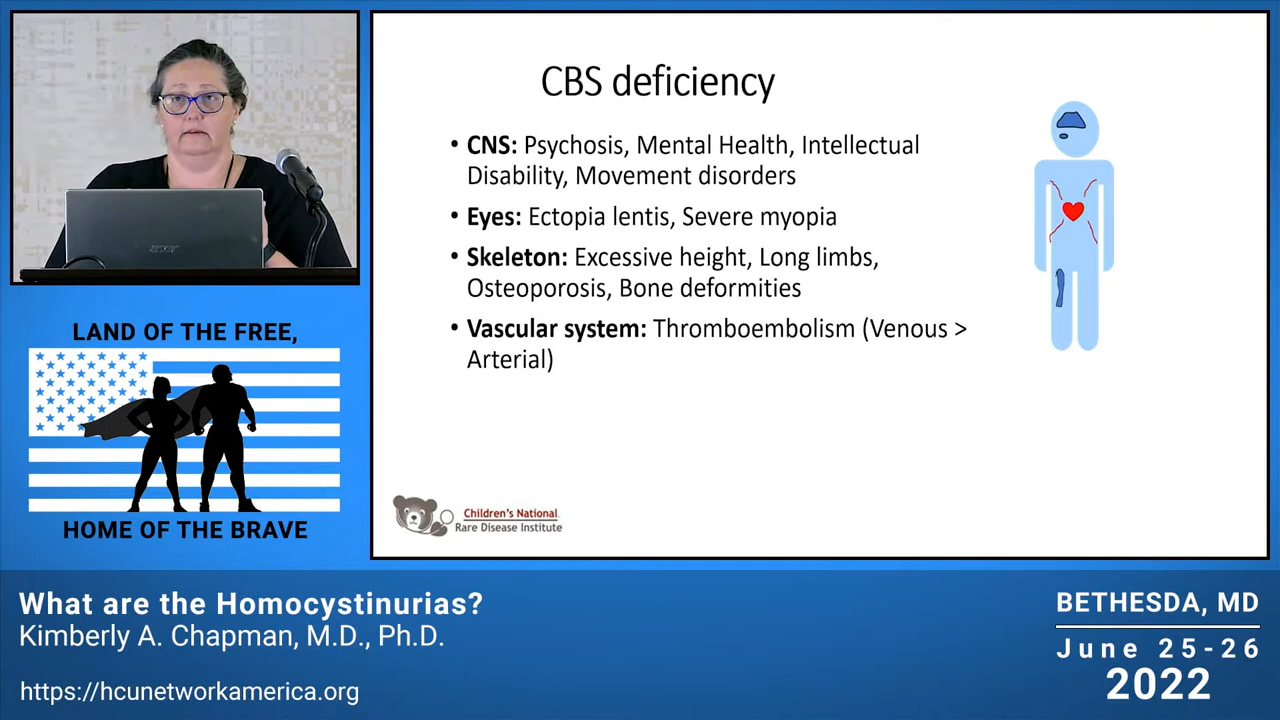 CBS deficiency
• CNS: Psychosis, Mental Health, Intellectual
Disability, Movement disorders
• Eyes: Ectopia lentis, Severe myopia
• Skeleton: Excessive height, Long limbs,
Osteoporosis, Bone deformities
• Vascular system: Thromboembolism (Venous >
Arterial)
Children's National
Rare Disease Institute
acer
LAND OF THE FREE,
HOME OF THE BRAVE
What are the Homocystinurias?
Kimberly A. Chapman, M.D., Ph.D.
https://hcunetworkamerica.org
BETHESDA, MD
June 25-26
2022